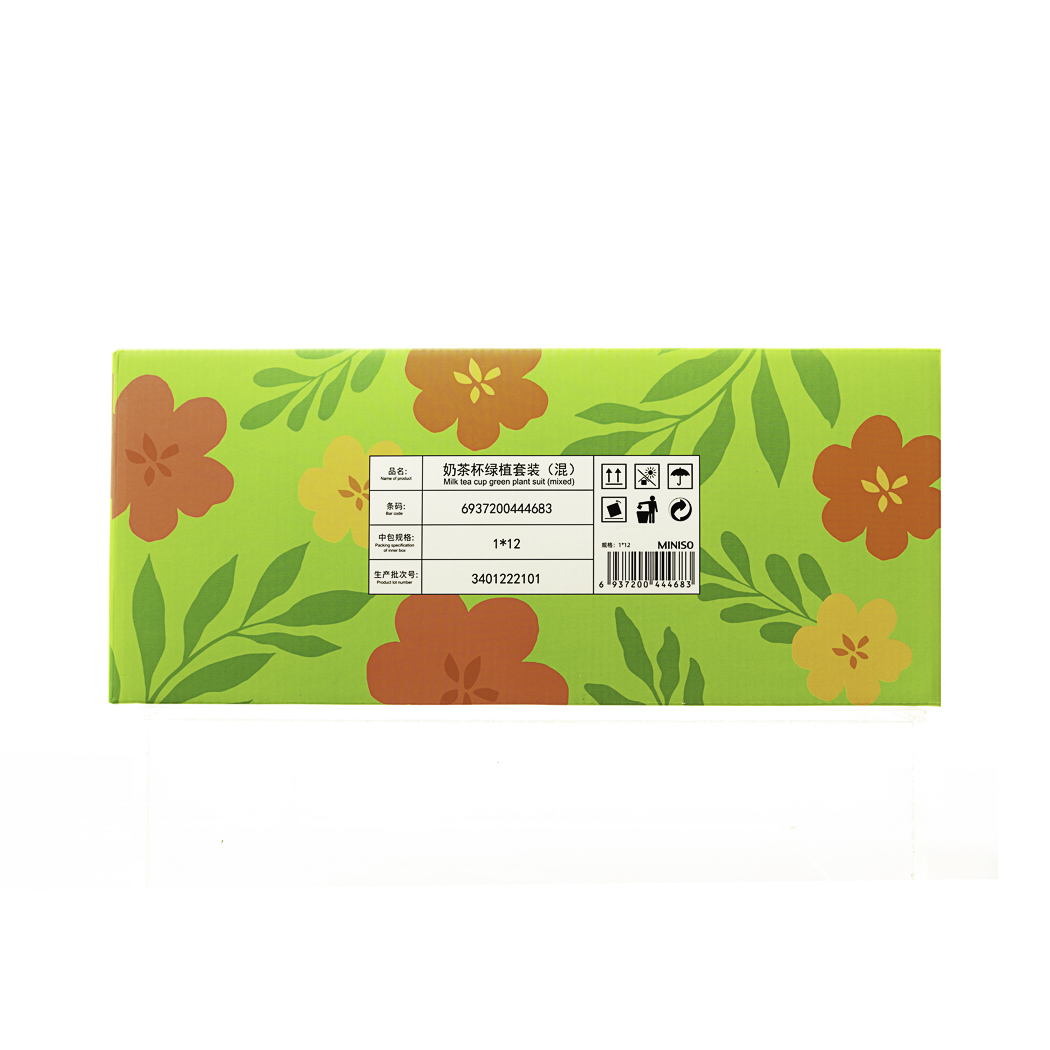 品名:
Name of product
奶茶杯绿植套装（混）
Milk tea cup green plant suit (mixed)
条码:
Bar code
6937200444683
中包规格:
Packing specification
of inner box
1*12
生产批次号:
Product lot number
3401222101
规格: 1*12
MINISO
6 937200 444683